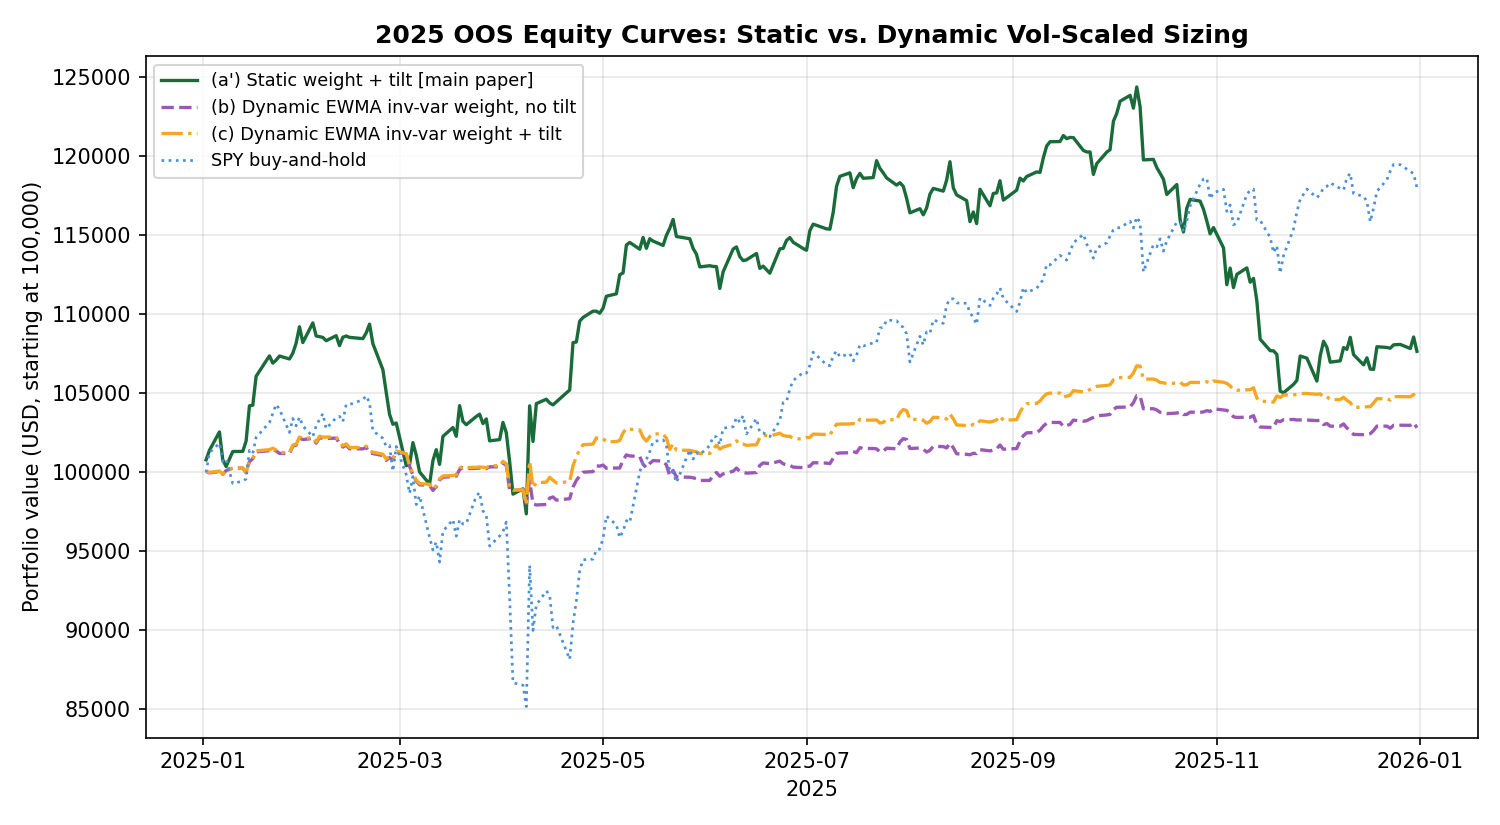 2025 OOS Equity Curves: Static vs. Dynamic Vol-Scaled Sizing
(a') Static weight + tilt [main paper]
(b) Dynamic EWMA inv-var weight, no tilt
(c) Dynamic EWMA inv-var weight + tilt
SPY buy-and-hold
Portfolio value (USD, starting at 100,000)
125000
120000
115000
110000
105000
100000
95000
90000
85000
2025-01 2025-03 2025-05 2025-07 2025-09 2025-11 2026-01
2025